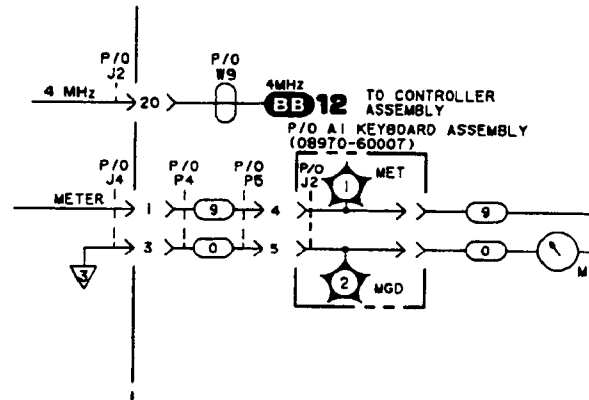 P/O
J2
P/O
W9
4 MHz
20
4MHz
BB 12
TO CONTROLLER
ASSEMBLY
P/O A1 KEYBOARD ASSEMBLY
(08970-60007)
P/O
J4
P/O
P4
P/O
P5
P/O
J2
1
MET
METER
1
9
4
9
3
0
5
0
3
2
MGD
M